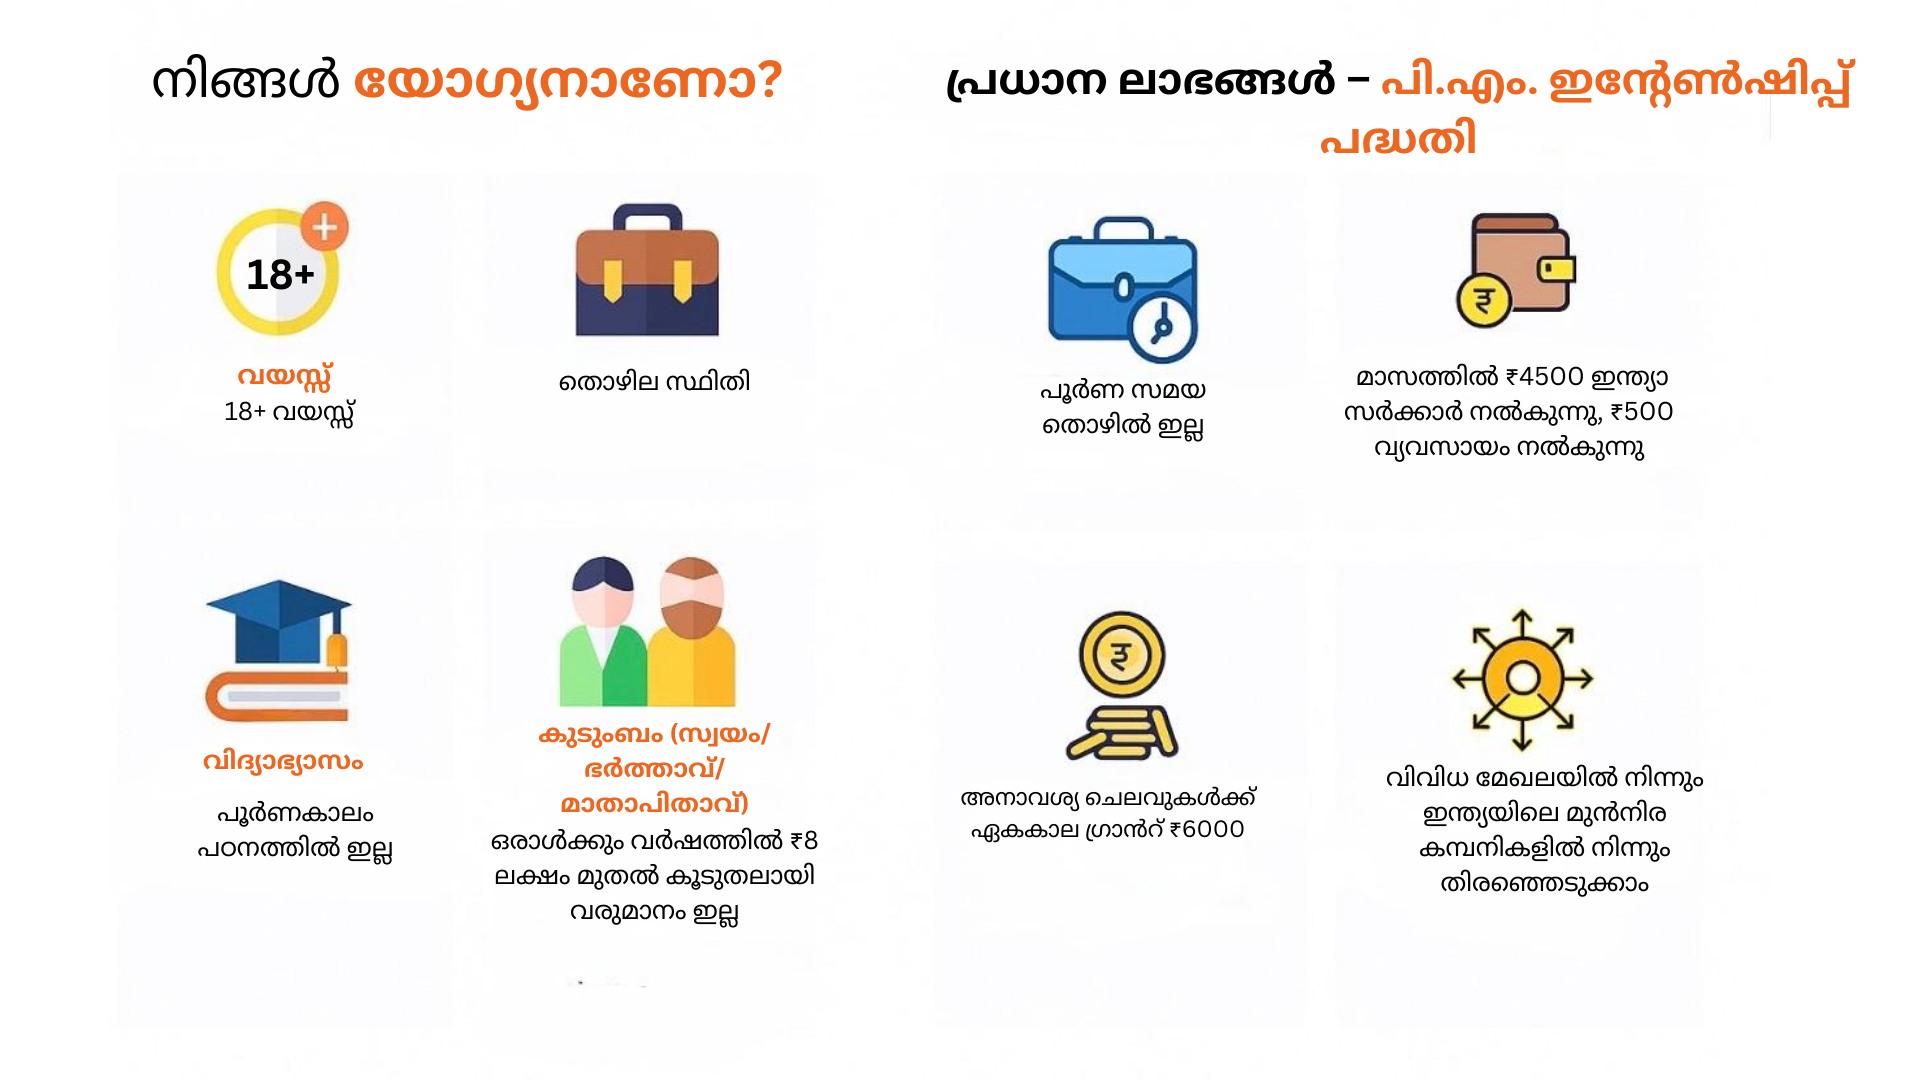 നിങ്ങൾ യോഗ്യനാണോ?
18+
വയസ്സ്
18+ വയസ്സ്
തൊഴില സ്ഥിതി
വിദ്യാഭ്യാസം
പൂർണകാലം
പഠനത്തിൽ ഇല്ല
കുടുംബം (സ്വയം/
ഭർത്താവ്/
മാതാപിതാവ്)
ഒരാൾക്കും വർഷത്തിൽ ₹8
ലക്ഷം മുതൽ കൂടുതലായി
വരുമാനം ഇല്ല
പ്രധാന ലാഭങ്ങൾ – പി.എം. ഇന്റേൺഷിപ്പ്
പദ്ധതി
പൂർണ സമയ
തൊഴിൽ ഇല്ല
മാസത്തിൽ ₹4500 ഇന്ത്യാ
സർക്കാർ നൽകുന്നു, ₹500
വ്യവസായം നൽകുന്നു
അനാവശ്യ ചെലവുകൾക്ക്
ഏകകാല ഗ്രാൻറ് ₹6000
വിവിധ മേഖലയിൽ നിന്നും
ഇന്ത്യയിലെ മുൻനിര
കമ്പനികളിൽ നിന്നും
തിരഞ്ഞെടുക്കാം